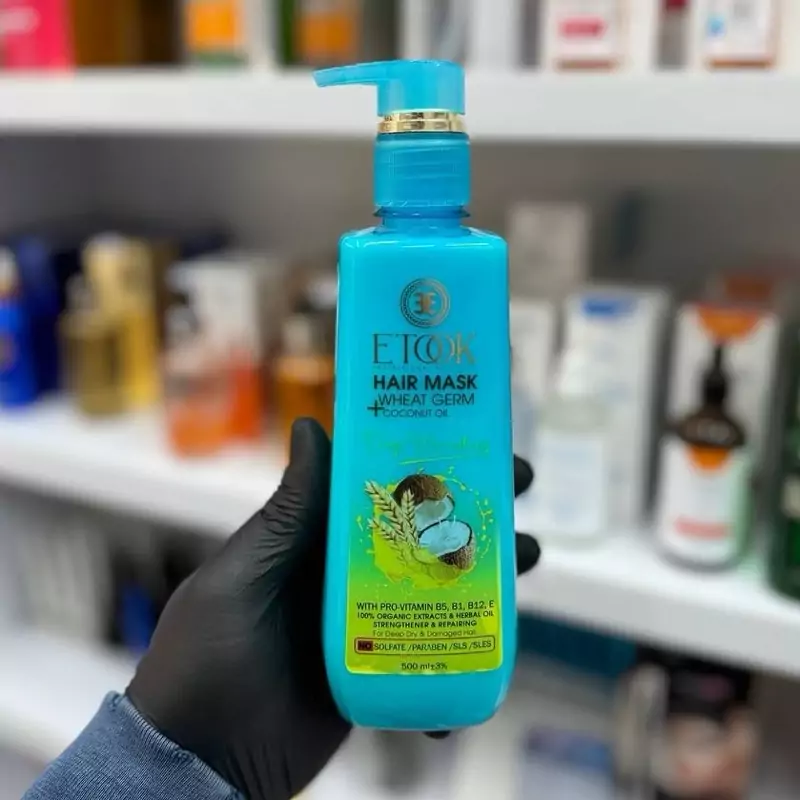 ETOOK
HAIR MASK
+WHEAT GERM
COCONUT OIL
WITH PRO-VITAMIN B5, B1, B12, E
100% ORGANIC EXTRACTS & HERBAL OIL
STRENGTHENER & REPAIRING
For Deep Dry & Damaged Hair
NO SULFATE /PARABEN /SLS /SLES
500 ml±3%